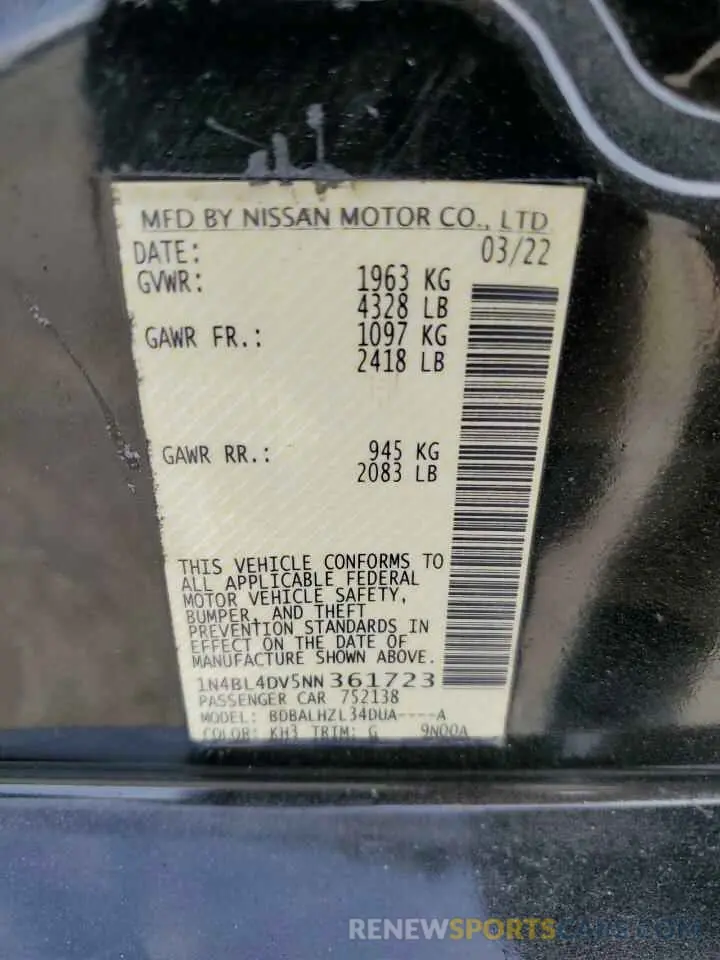 MFD BY NISSAN MOTOR CO., LTD
DATE: 03/22
GVWR: 1963 KG
4328 LB
GAWR FR.: 1097 KG
2418 LB
GAWR RR.: 945 KG
2083 LB
THIS VEHICLE CONFORMS TO
ALL APPLICABLE FEDERAL
MOTOR VEHICLE SAFETY,
BUMPER, AND THEFT
PREVENTION STANDARDS IN
EFFECT ON THE DATE OF
MANUFACTURE SHOWN ABOVE.
1N4BL4DV5NN361723
PASSENGER CAR 752138
MODEL: BDBALHZL34DUA----A
COLOR: KH3 TRIM: G 9N00A
RENEWSPORTSCARS.COM